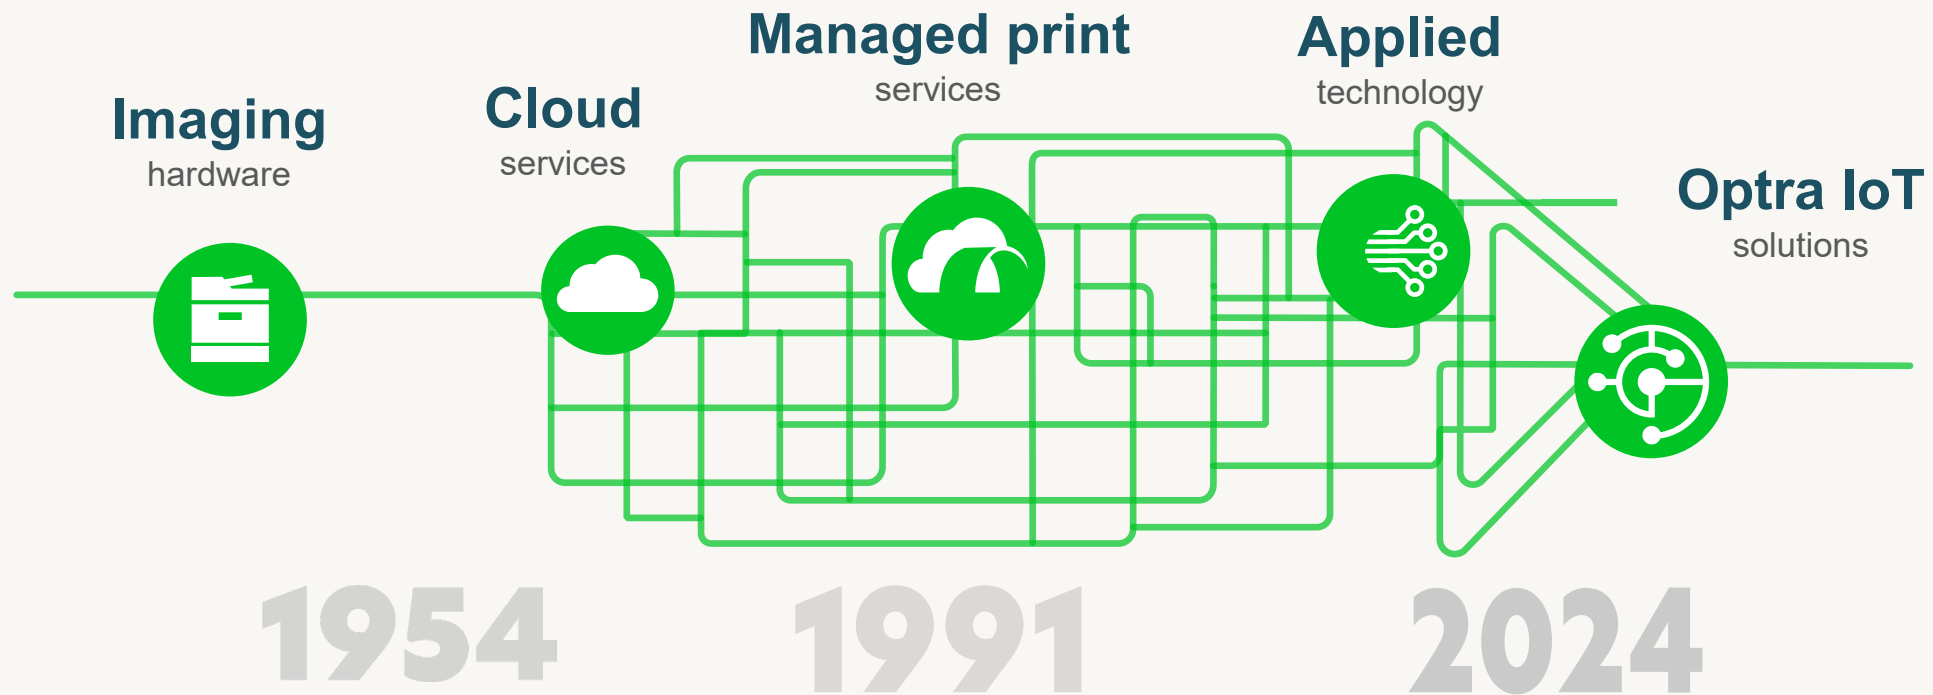 Imaging
hardware
Cloud
services
Managed print
services
Applied
technology
Optra IoT
solutions
1954
1991
2024